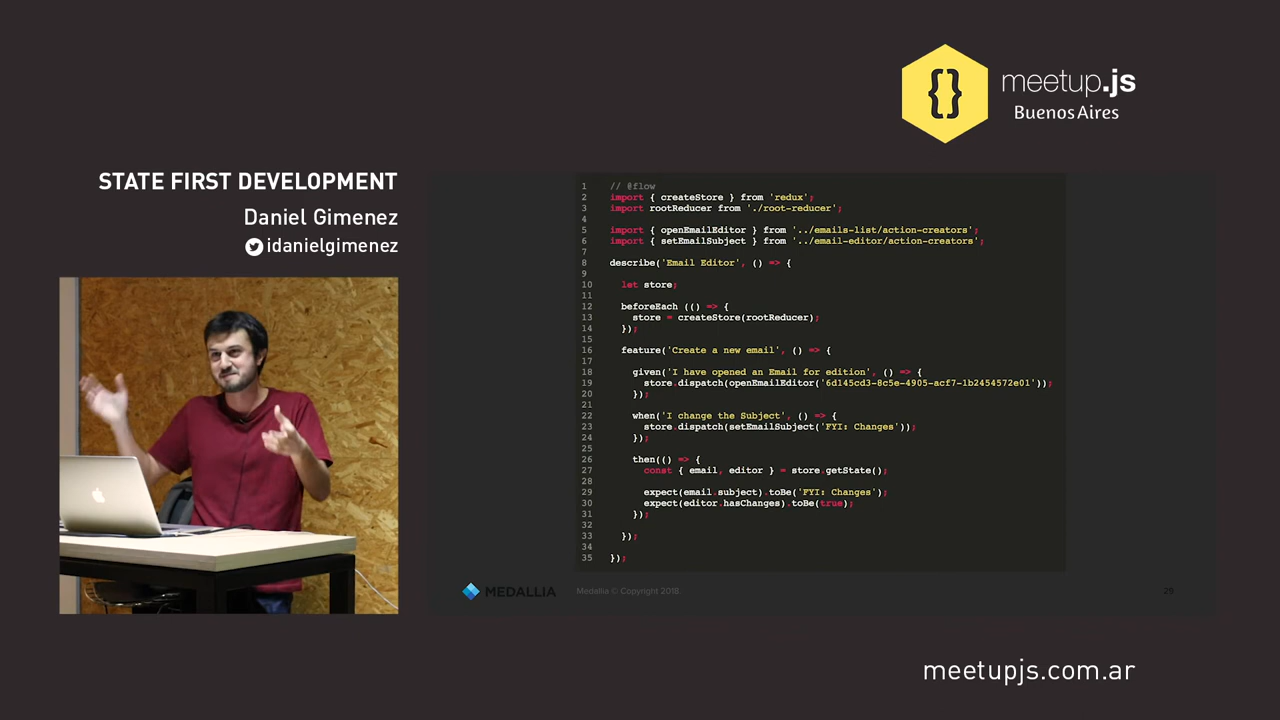 {} meetup.js
Buenos Aires
STATE FIRST DEVELOPMENT
Daniel Gimenez
idanielgimenez
1 // @flow
2 import { createStore } from 'redux';
3 import rootReducer from './root-reducer';
4
5 import { openEmailEditor } from '../emails-list/action-creators';
6 import { setEmailSubject } from '../email-editor/action-creators';
7
8 describe('Email Editor', () => {
9
10 let store;
11
12 beforeEach (() => {
13 store = createStore(rootReducer);
14 });
15
16 feature('Create a new email', () => {
17
18 given('I have opened an Email for edition', () => {
19 store.dispatch(openEmailEditor('6d145cd3-8c5e-4905-acf7-1b2454572e01'));
20 });
21
22 when('I change the Subject', () => {
23 store.dispatch(setEmailSubject('FYI: Changes'));
24 });
25
26 then(() => {
27 const { email, editor } = store.getState();
28
29 expect(email.subject).toBe('FYI: Changes');
30 expect(editor.hasChanges).toBe(true);
31 });
32
33 });
34
35 });
MEDALLIA Medallia © Copyright 2018. 29
meetupjs.com.ar